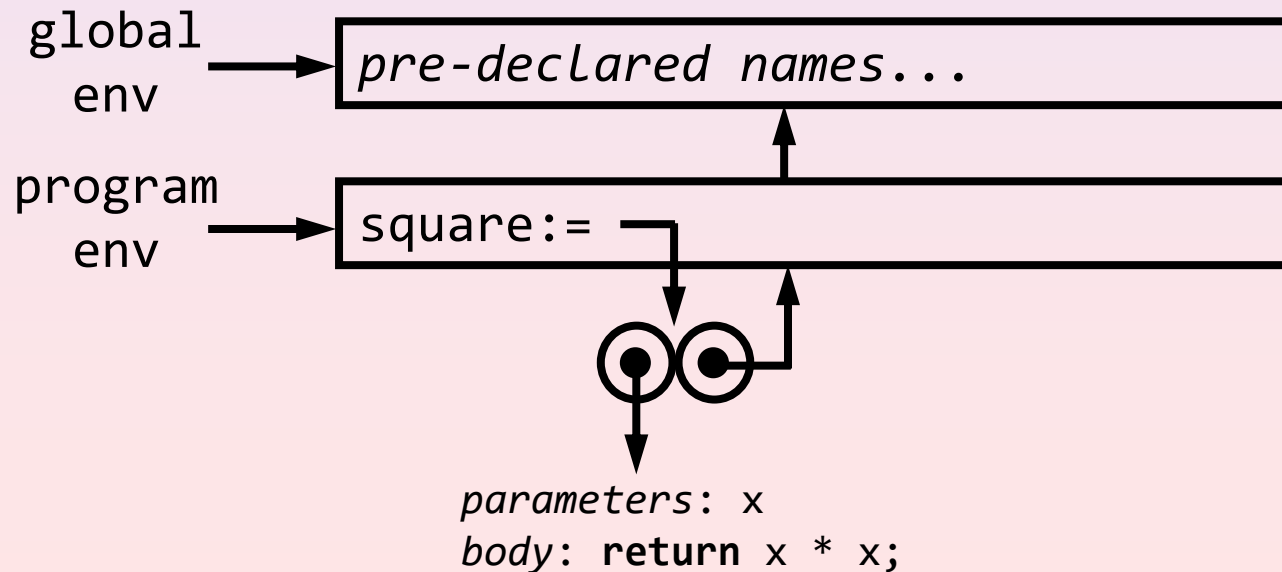 global
env
pre-declared names...
program
env
square:=
parameters: x
body: return x * x;